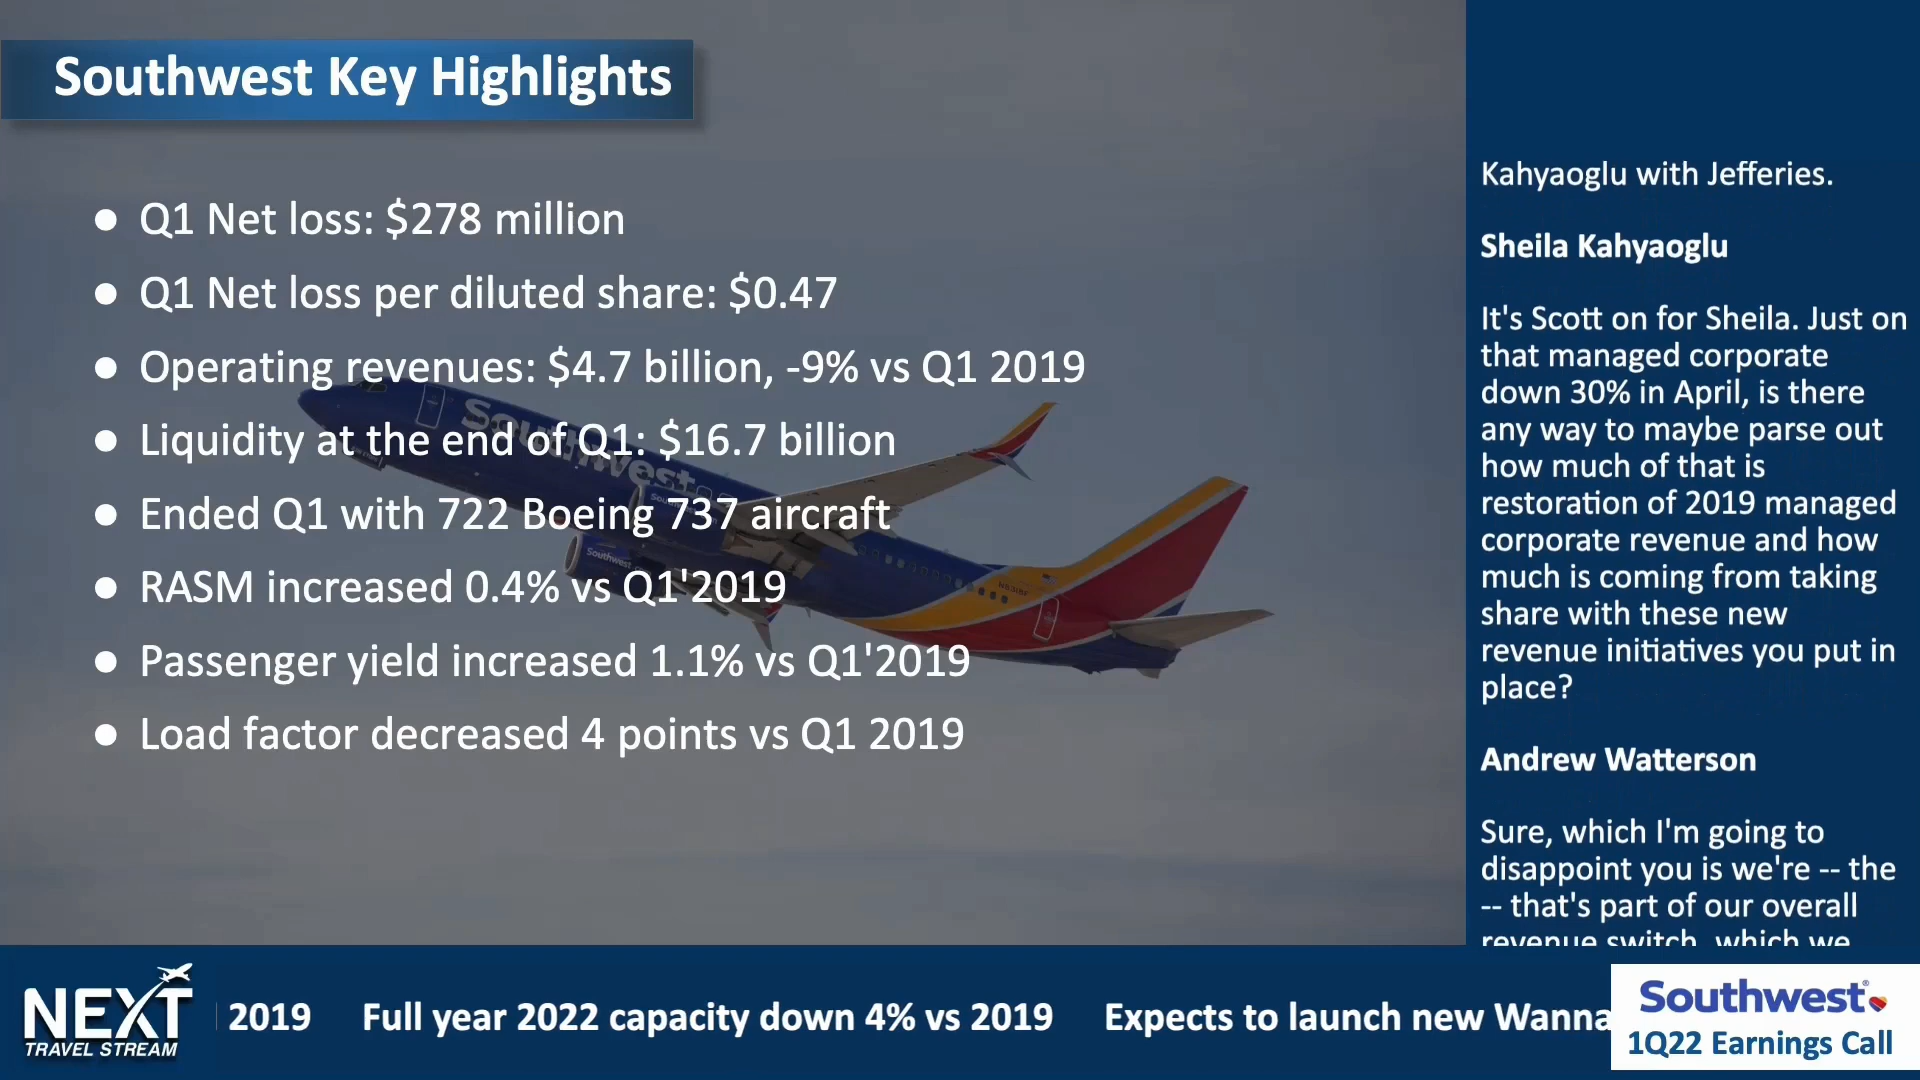 Southwest Key Highlights
● Q1 Net loss: $278 million
● Q1 Net loss per diluted share: $0.47
● Operating revenues: $4.7 billion, -9% vs Q1 2019
● Liquidity at the end of Q1: $16.7 billion
● Ended Q1 with 722 Boeing 737 aircraft
● RASM increased 0.4% vs Q1'2019
● Passenger yield increased 1.1% vs Q1'2019
● Load factor decreased 4 points vs Q1 2019
Southwest
Southwest
Kahyaoglu with Jefferies.
Sheila Kahyaoglu
It's Scott on for Sheila. Just on
that managed corporate
down 30% in April, is there
any way to maybe parse out
how much of that is
restoration of 2019 managed
corporate revenue and how
much is coming from taking
share with these new
revenue initiatives you put in
place?
Andrew Watterson
Sure, which I'm going to
disappoint you is we're -- the
-- that's part of our overall
revenue switch, which we
NEXT
TRAVEL STREAM
2019 Full year 2022 capacity down 4% vs 2019 Expects to launch new Wanna
Southwest®
1Q22 Earnings Call